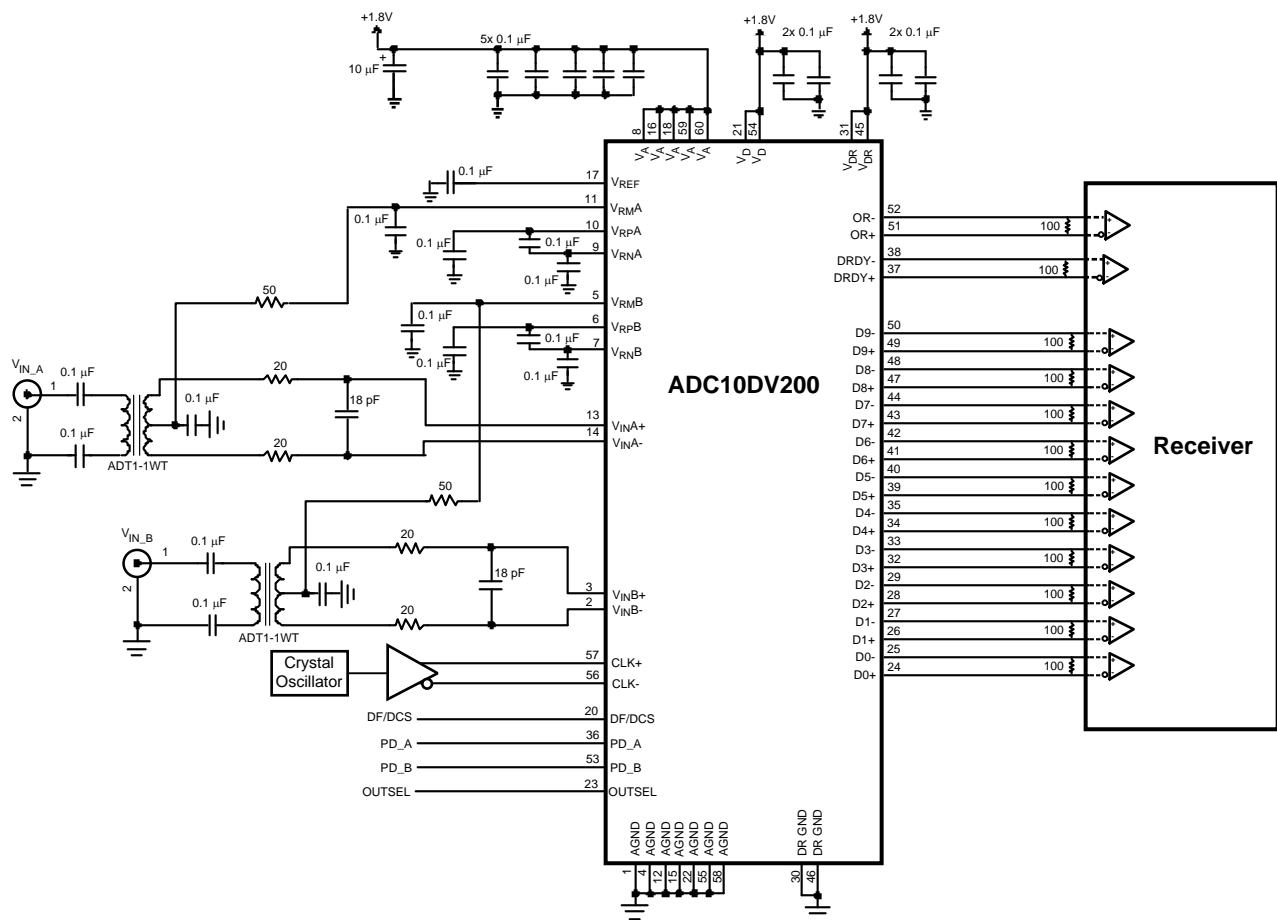 +1.8V
+1.8V
+1.8V
5x 0.1 µF
2x 0.1 µF
2x 0.1 µF
+
10 µF
8
16
18
59
60
21
54
31
45
VA
VA
VA
VA
VA
VD
VD
VDR
VDR
0.1 µF
17
VREF
11
VRMA
0.1 µF
10
VRPA
0.1 µF
0.1 µF
9
VRNA
0.1 µF
50
5
VRMB
0.1 µF
6
VRPB
0.1 µF
0.1 µF
7
VRNB
0.1 µF
VIN_A
1
2
0.1 µF
0.1 µF
ADT1-1WT
0.1 µF
20
20
18 pF
13
VINA+
14
VINA-
50
VIN_B
1
2
0.1 µF
0.1 µF
ADT1-1WT
0.1 µF
20
20
18 pF
3
VINB+
2
VINB-
Crystal
Oscillator
57
CLK+
56
CLK-
DF/DCS
20
DF/DCS
PD_A
36
PD_A
PD_B
53
PD_B
OUTSEL
23
OUTSEL
ADC10DV200
AGND
AGND
AGND
AGND
AGND
AGND
AGND
1
4
12
15
22
55
58
DR GND
DR GND
30
46
OR-
52
OR+
51
100
DRDY-
38
DRDY+
37
100
D9-
50
D9+
49
100
D8-
48
D8+
47
100
D7-
44
D7+
43
100
D6-
42
D6+
41
100
D5-
40
D5+
39
100
D4-
35
D4+
34
100
D3-
33
D3+
32
100
D2-
29
D2+
28
100
D1-
27
D1+
26
100
D0-
25
D0+
24
100
Receiver